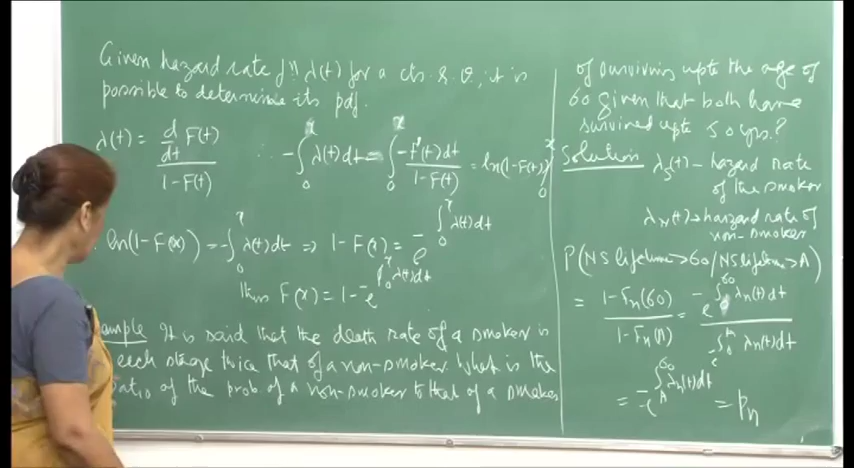 Given hazard rate fⁿ λ(t) for a cts. r.v., it is
possible to determine its pdf.
λ(t) = d/dt F(t) / 1-F(t) ∴ -∫₀ˣ λ(t)dt = ∫₀ˣ -F'(t)dt / 1-F(t) = ln(1-F(t))|₀ˣ
ln(1-F(x)) = -∫₀ˣ λ(t)dt ⇒ 1-F(x) = e^-∫₀ˣ λ(t)dt
Thus F(x) = 1-e^-∫₀ˣ λ(t)dt
ample It is said that the death rate of a smoker is
each stage twice that of a non-smoker. What is the
ratio of the prob. of a non-smoker to that of a smoker
of surviving upto the age of
60 given that both have
survived upto 50 yrs.?
Solution λs(t) - hazard rate
of the smoker
λN(t) → hazard rate of
non-smoker
P(NS lifetime > 60 / NS lifetime > A)
= 1-Fn(60) / 1-Fn(A) = e^-∫₀⁶⁰ λn(t)dt / e^-∫₀ᴬ λn(t)dt
= e^-∫_A^60 λn(t)dt = Pn